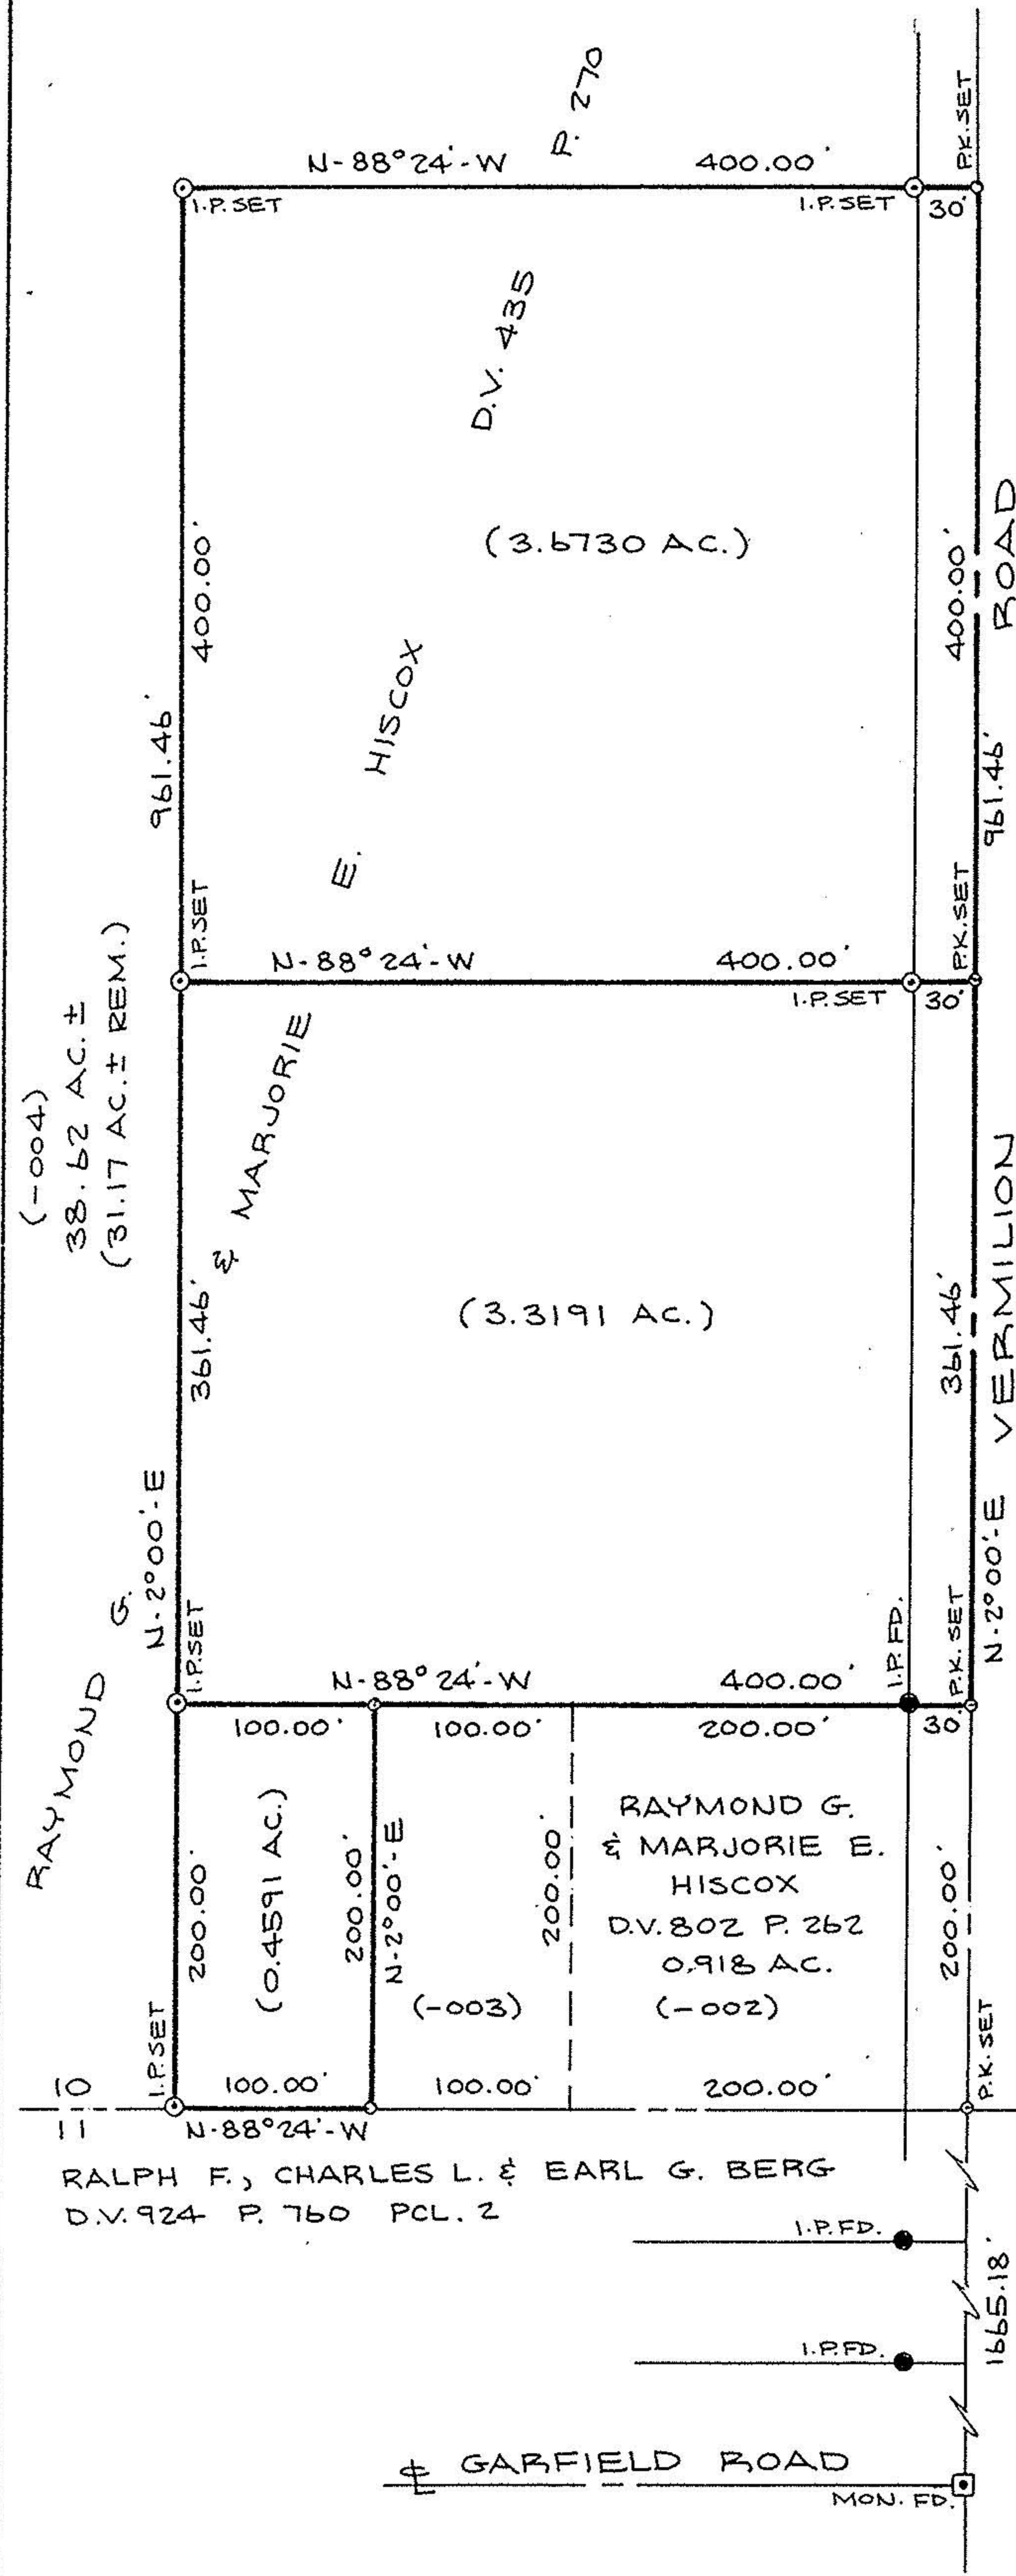 P. 270
N-88°24'-W 400.00'
P.K. SET
I.P. SET
I.P. SET
30'
D.V. 435
(3.6730 AC.)
400.00'
400.00'
ROAD
961.46'
961.46'
HISCOX
E.
I.P. SET
P.K. SET
N-88°24'-W 400.00'
I.P. SET
30'
(-004)
38.62 AC. ±
(31.17 AC. ± REM.)
MARJORIE
&
361.46'
(3.3191 AC.)
361.46'
VERMILION
N-2°00'-E
N-2°00'-E
G.
RAYMOND
I.P. SET
I.P. FD.
P.K. SET
N-88°24'-W 400.00'
100.00' 100.00' 200.00' 30.'
(0.4591 AC.)
200.00'
200.00'
N-2°00'-E
200.00'
200.00'
RAYMOND G.
& MARJORIE E.
HISCOX
D.V. 802 P. 262
0.918 AC.
(-003) (-002)
I.P. SET
P.K. SET
10
100.00' 100.00' 200.00'
11
N-88°24'-W
RALPH F., CHARLES L. & EARL G. BERG
D.V. 924 P. 760 PCL. 2
I.P. FD.
1665.18'
I.P. FD.
℄ GARFIELD ROAD
MON. FD.